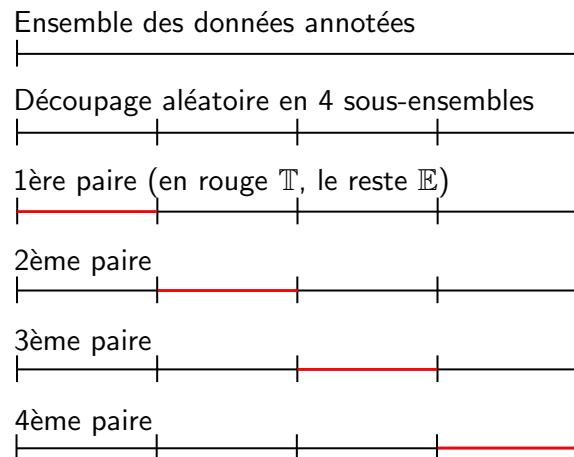 Ensemble des données annotées
Découpage aléatoire en 4 sous-ensembles
1ère paire (en rouge 𝕋, le reste 𝔼)
2ème paire
3ème paire
4ème paire